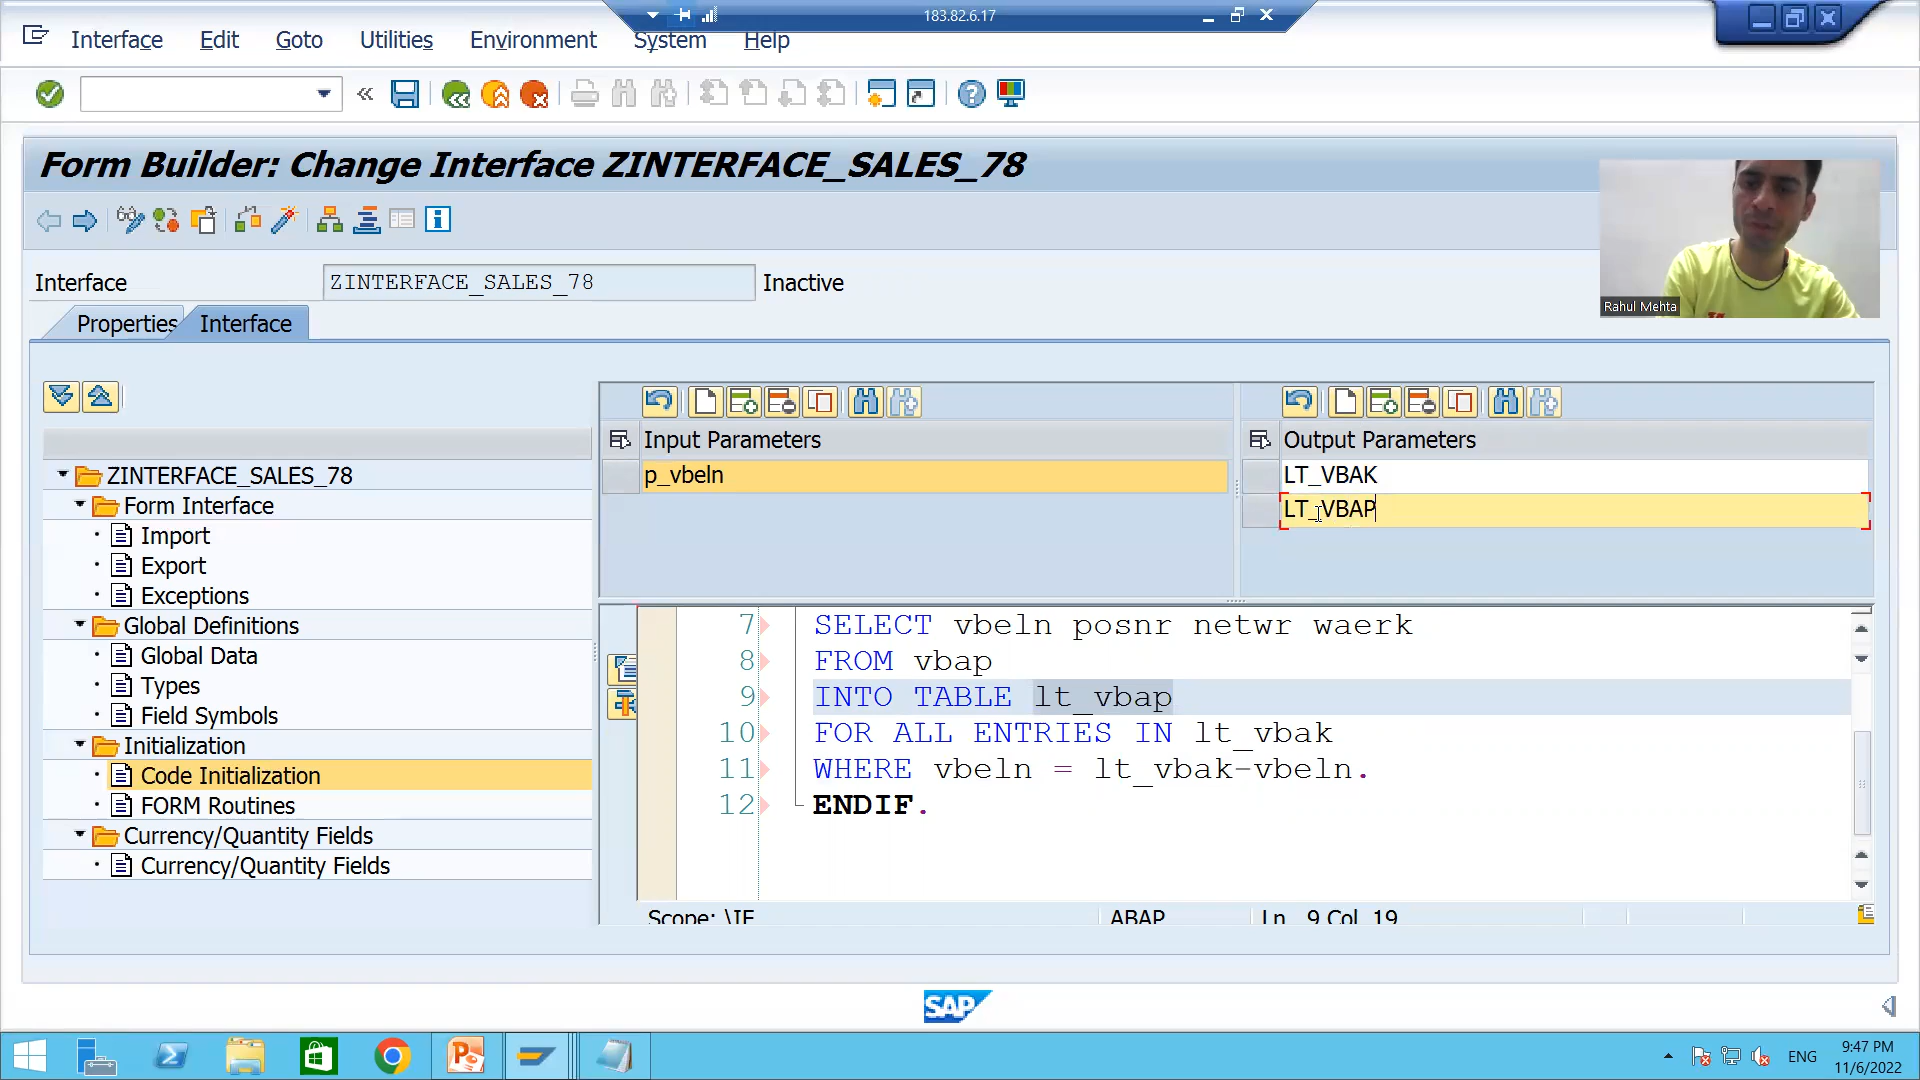 183.82.6.17
Interface Edit Goto Utilities Environment System Help
Form Builder: Change Interface ZINTERFACE_SALES_78
Rahul Mehta
Interface ZINTERFACE_SALES_78 Inactive
Properties Interface
Input Parameters
p_vbeln
Output Parameters
LT_VBAK
LT_VBAP
ZINTERFACE_SALES_78
Form Interface
Import
Export
Exceptions
Global Definitions
Global Data
Types
Field Symbols
Initialization
Code Initialization
FORM Routines
Currency/Quantity Fields
Currency/Quantity Fields
7 SELECT vbeln posnr netwr waerk
8 FROM vbap
9 INTO TABLE lt_vbap
10 FOR ALL ENTRIES IN lt_vbak
11 WHERE vbeln = lt_vbak-vbeln.
12 ENDIF.
Scope: \IF ABAP Ln 9 Col 19
SAP
ENG
9:47 PM
11/6/2022